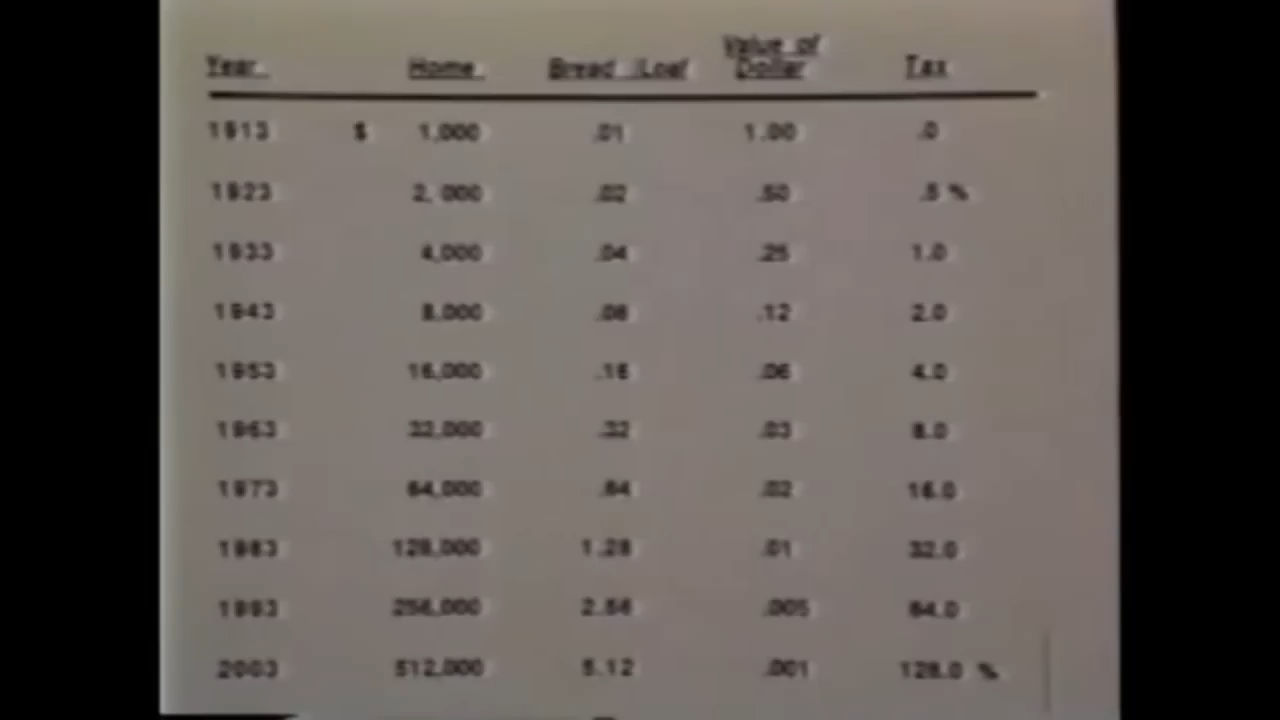 Year Home Bread /Loaf Value of Dollar Tax
1913 $ 1,000 .01 1.00 .0
1923 2,000 .02 .50 .5 %
1933 4,000 .04 .25 1.0
1943 8,000 .08 .12 2.0
1953 16,000 .16 .06 4.0
1963 32,000 .32 .03 8.0
1973 64,000 .64 .02 16.0
1983 128,000 1.28 .01 32.0
1993 256,000 2.56 .005 64.0
2003 512,000 5.12 .001 128.0 %